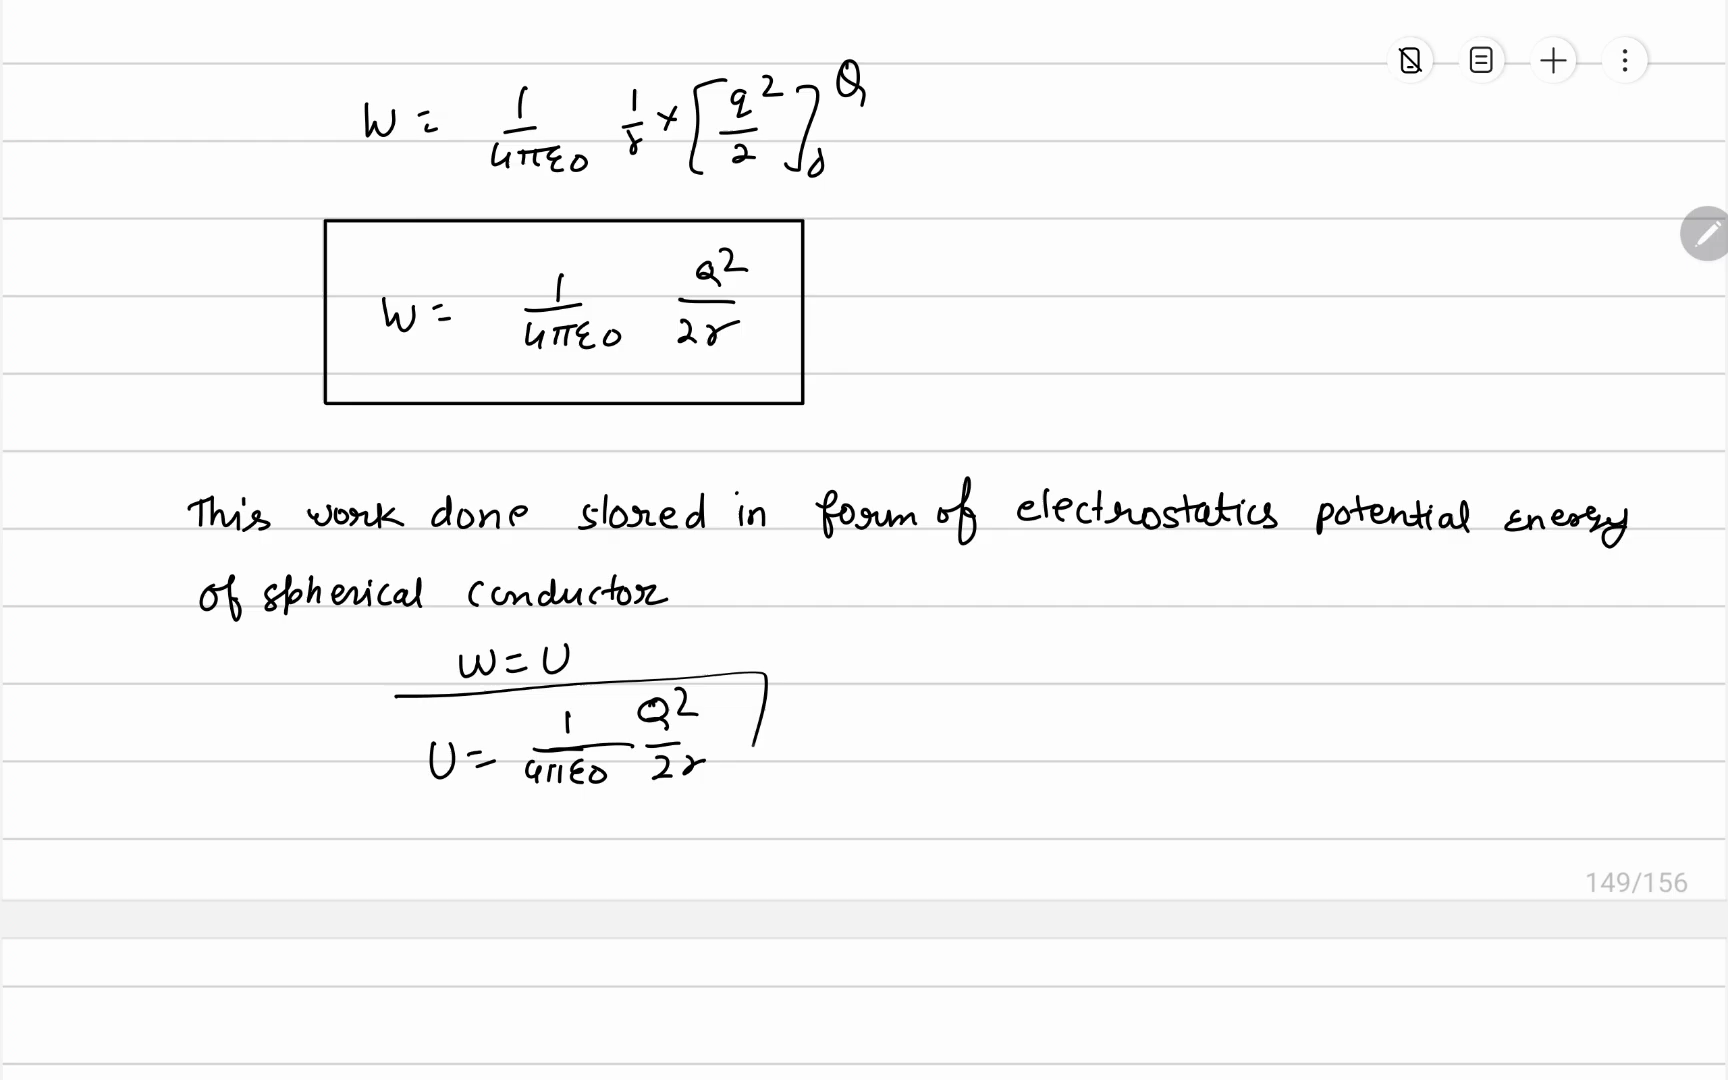 W = 1/4πε0 1/r × [q²/2]₀^Q
W = 1/4πε0 Q²/2r
This work done stored in form of electrostatics potential energy
of spherical conductor
W = U
U = 1/4πε0 Q²/2r
149/156